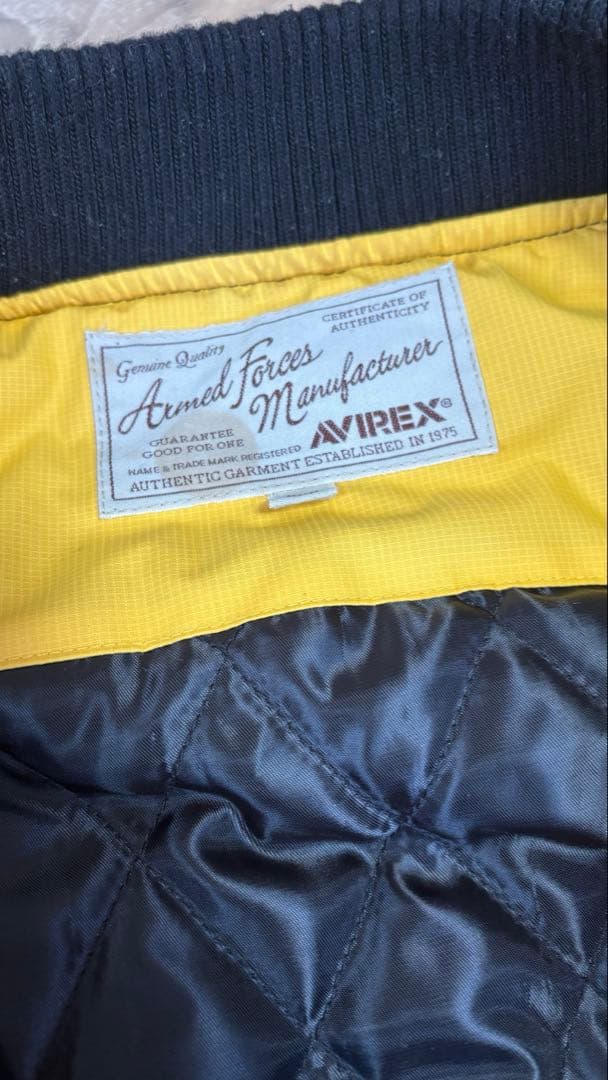 CERTIFICATE OF
AUTHENTICITY
Genuine Quality
Armed Forces
Manufacturer
GUARANTEE
GOOD FOR ONE
AVIREX®
NAME & TRADE MARK REGISTERED
AUTHENTIC GARMENT ESTABLISHED IN 1975